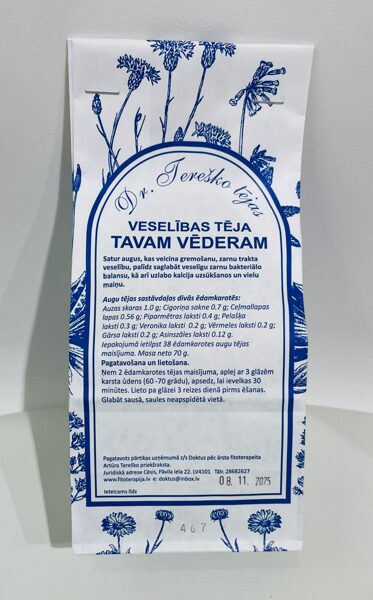 Dr. Tereško tējas
VESELĪBAS TĒJA
TAVAM VĒDERAM
Satur augus, kas veicina gremošanu, zarnu trakta
veselību, palīdz saglabāt veselīgu zarnu bakteriālo
balansu, kā arī uzlabo kalcija uzsūkšanos un vielu
maiņu.
Augu tējas sastāvdaļas divās ēdamkarotēs:
Auzas skaras 1.0 g; Cigoriņa sakne 0.7 g; Ceļmallapas
lapas 0.56 g; Piparmētras laksti 0.4 g; Pelašķa
laksti 0.3 g; Veronika laksti 0.2 g; Vērmeles laksti 0.2 g;
Gārsa laksti 0.2 g; Asinszāles laksti 0.12 g.
Iepakojumā ietilpst 38 ēdamkarotes augu tējas
maisījuma. Masa neto 70 g.
Pagatavošana un lietošana.
Ņem 2 ēdamkarotes tējas maisījuma, aplej ar 3 glāzēm
karsta ūdens (60 -70 grādu), apsedz, lai ievelkas 30
minūtes. Lieto pa glāzei 3 reizes dienā pirms ēšanas.
Glabāt sausā, saules neapspīdētā vietā.
Pagatavots pārtikas uzņēmumā z/s Doktus pēc ārsta fitoterapeita
Artūra Tereško priekšraksta.
Juridiskā adrese Cēsis, Pāvila iela 22, LV4101 Tālr. 28682627
www.fitoterapija.lv e: doktus@inbox.lv
08. 11. 2025
Ieteicams līdz
467